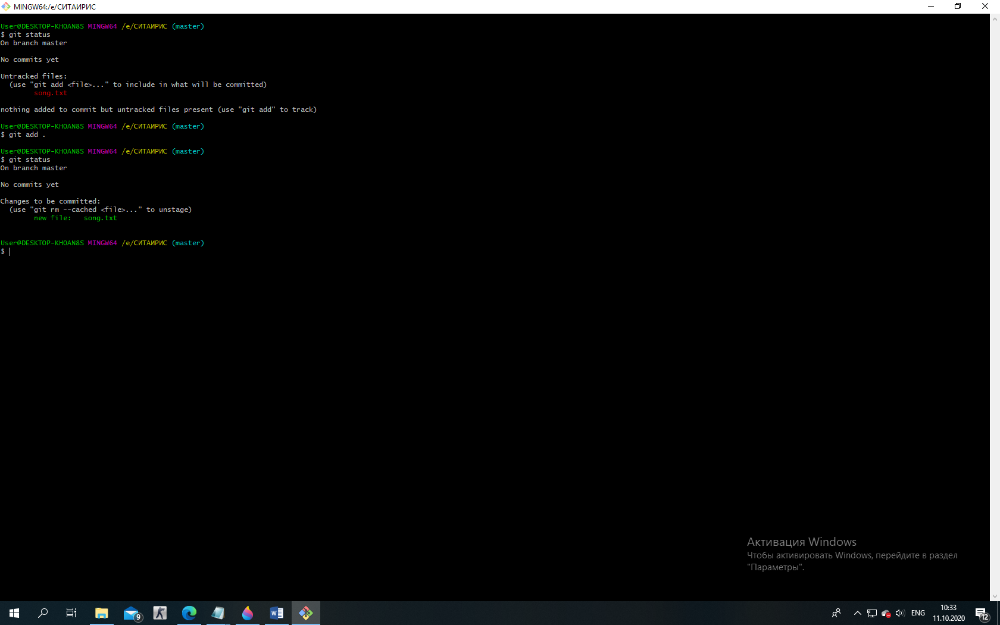 MINGW64:/e/СИТАИРИС
User@DESKTOP-KHOAN8S MINGW64 /e/СИТАИРИС (master)
$ git status
On branch master
No commits yet
Untracked files:
(use "git add <file>..." to include in what will be committed)
song.txt
nothing added to commit but untracked files present (use "git add" to track)
User@DESKTOP-KHOAN8S MINGW64 /e/СИТАИРИС (master)
$ git add .
User@DESKTOP-KHOAN8S MINGW64 /e/СИТАИРИС (master)
$ git status
On branch master
No commits yet
Changes to be committed:
(use "git rm --cached <file>..." to unstage)
new file:   song.txt
User@DESKTOP-KHOAN8S MINGW64 /e/СИТАИРИС (master)
$
Активация Windows
Чтобы активировать Windows, перейдите в раздел
"Параметры".
9
W
ENG
10:33
11.10.2020
12